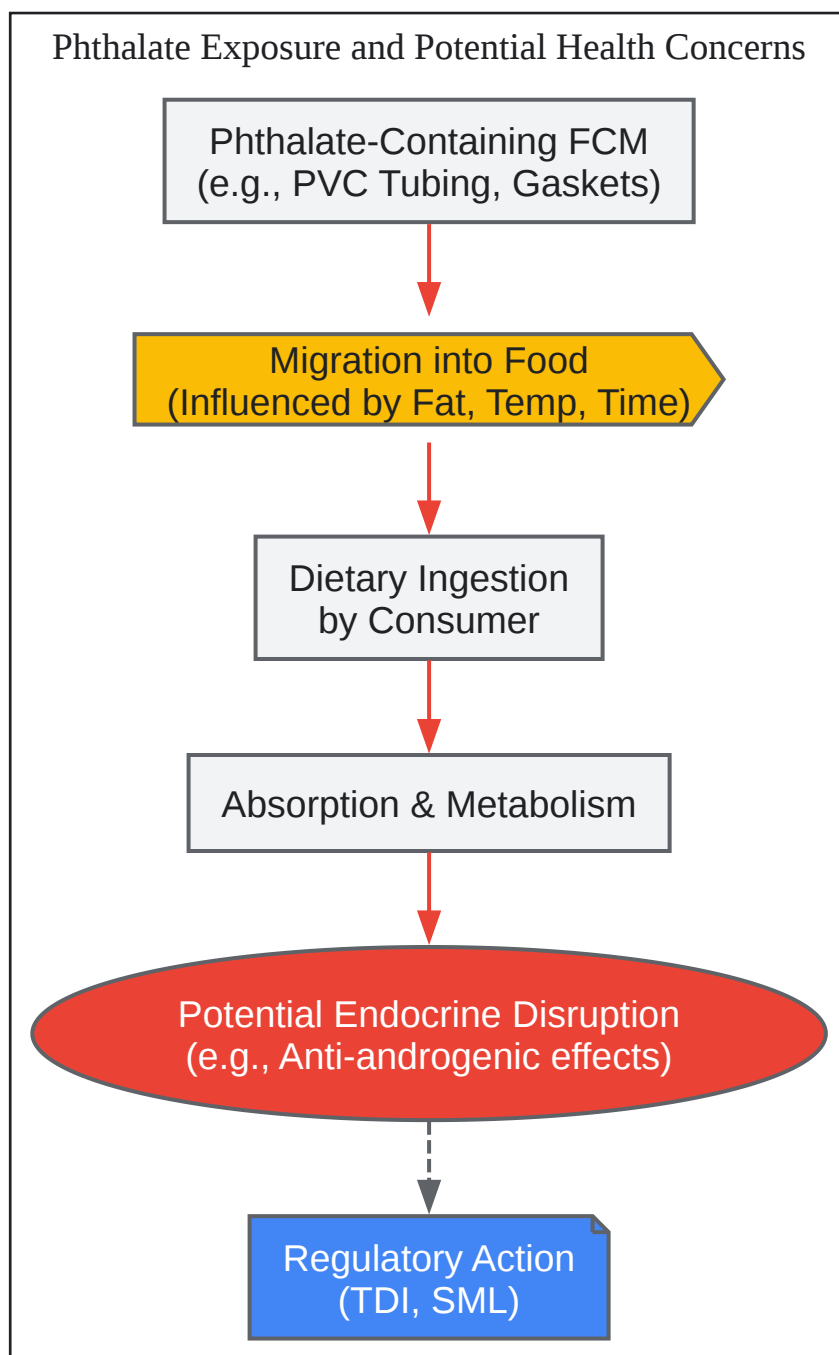 Phthalate Exposure and Potential Health Concerns
Phthalate-Containing FCM
(e.g., PVC Tubing, Gaskets)
Migration into Food
(Influenced by Fat, Temp, Time)
Dietary Ingestion
by Consumer
Absorption & Metabolism
Potential Endocrine Disruption
(e.g., Anti-androgenic effects)
Regulatory Action
(TDI, SML)